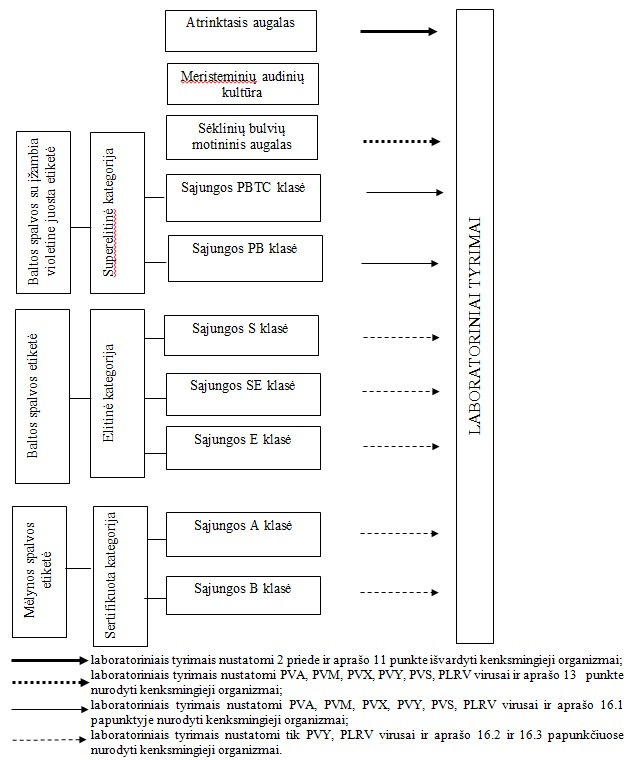 Atrinktasis augalas
Meristeminių audinių
kultūra
Sėklinių bulvių
motininis augalas
Baltos spalvos su įžambia
violetine juosta etiketė
Superelitinė kategorija
Sąjungos PBTC klasė
Sąjungos PB klasė
Baltos spalvos etiketė
Elitinė kategorija
Sąjungos S klasė
Sąjungos SE klasė
Sąjungos E klasė
Mėlynos spalvos
etiketė
Sertifikuota kategorija
Sąjungos A klasė
Sąjungos B klasė
LABORATORINIAI TYRIMAI
laboratoriniais tyrimais nustatomi 2 priede ir aprašo 11 punkte išvardyti kenksmingieji organizmai;
laboratoriniais tyrimais nustatomi PVA, PVM, PVX, PVY, PVS, PLRV virusai ir aprašo 13 punkte
nurodyti kenksmingieji organizmai;
laboratoriniais tyrimais nustatomi PVA, PVM, PVX, PVY, PVS, PLRV virusai ir aprašo 16.1
papunktyje nurodyti kenksmingieji organizmai;
laboratoriniais tyrimais nustatomi tik PVY, PLRV virusai ir aprašo 16.2 ir 16.3 papunkčiuose
nurodyti kenksmingieji organizmai.